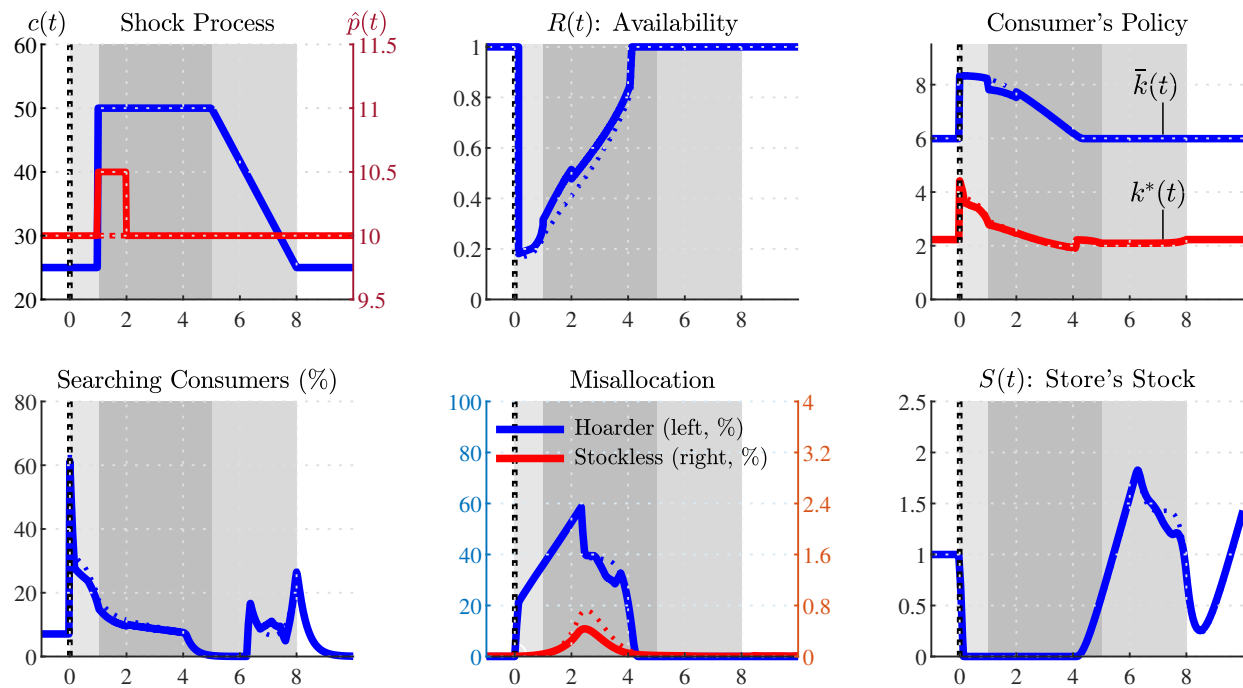 c(t) Shock Process p̂(t)
60 11.5
50 11
40 10.5
30 10
20 9.5
0 2 4 6 8
R(t): Availability
1
0.8
0.6
0.4
0.2
0
0 2 4 6 8
Consumer's Policy
8
6
4
2
0
k̄(t)
k*(t)
0 2 4 6 8
Searching Consumers (%)
80
60
40
20
0
0 2 4 6 8
Misallocation
100 4
80 3.2
60 2.4
40 1.6
20 0.8
0 0
Hoarder (left, %)
Stockless (right, %)
0 2 4 6 8
S(t): Store's Stock
2.5
2
1.5
1
0.5
0
0 2 4 6 8